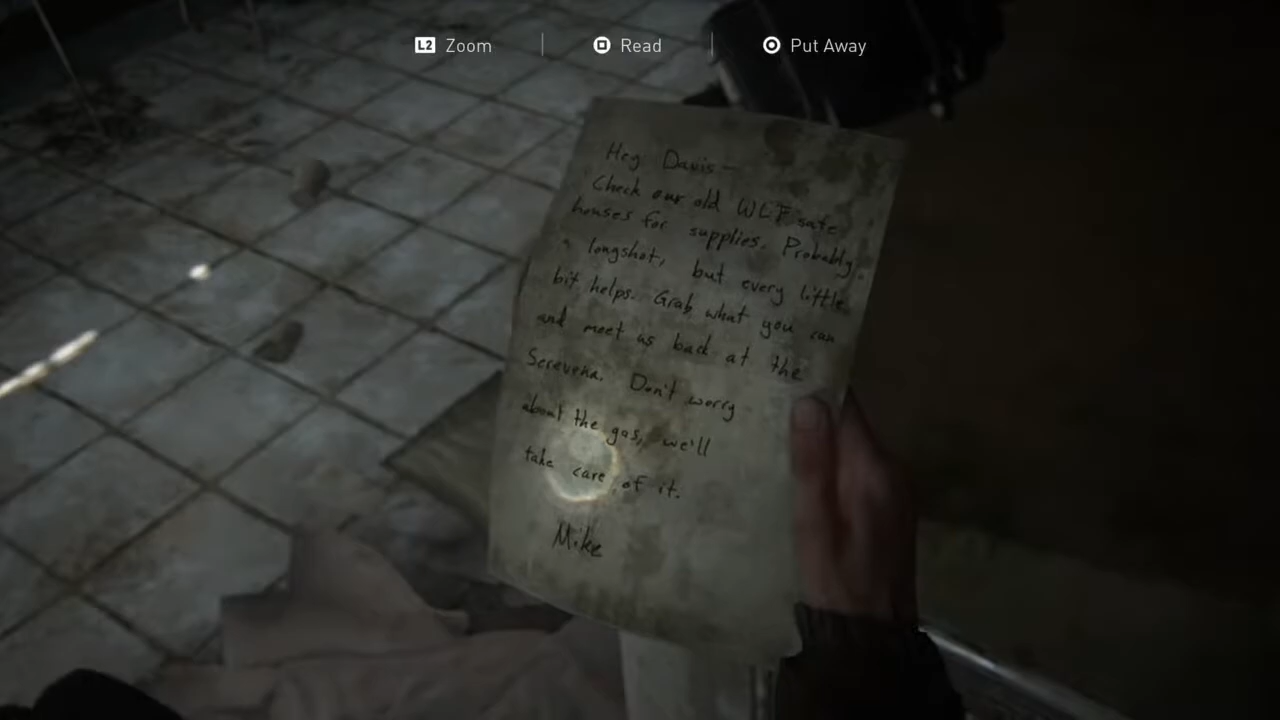 L2 Zoom
Read
Put Away
Hey Davis—
Check our old WLF safe
houses for supplies. Probably
a longshot, but every little
bit helps. Grab what you can
and meet us back at the
Serevena. Don't worry
about the gas, we'll
take care of it.
Mike